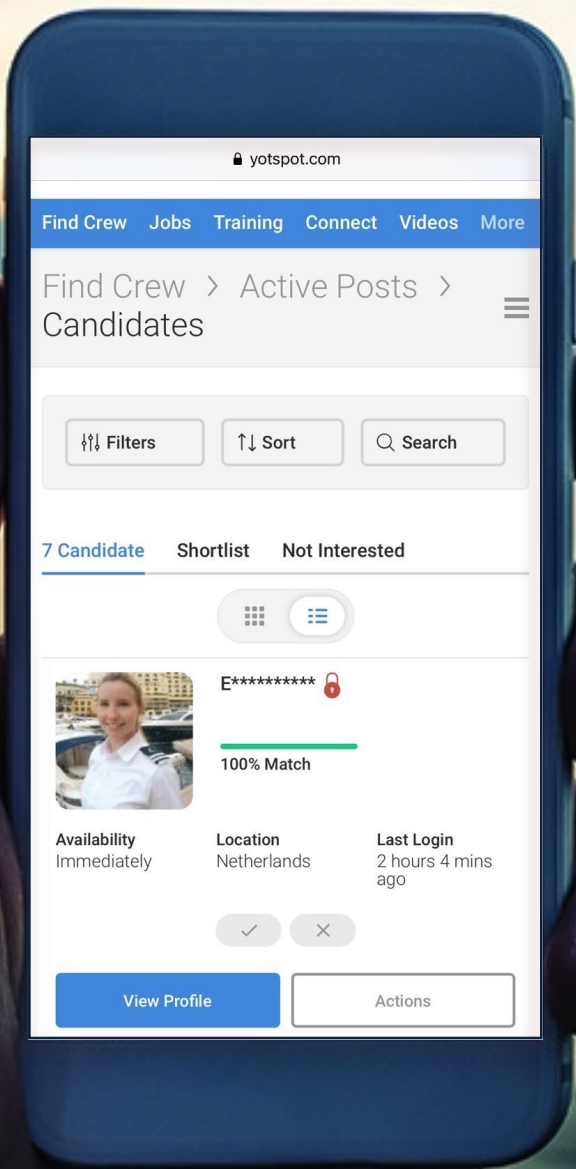 yotspot.com
Find Crew Jobs Training Connect Videos More
Find Crew > Active Posts >
Candidates
Filters Sort Search
7 Candidate Shortlist Not Interested
E**********
100% Match
Availability Location Last Login
Immediately Netherlands 2 hours 4 mins
ago
View Profile Actions